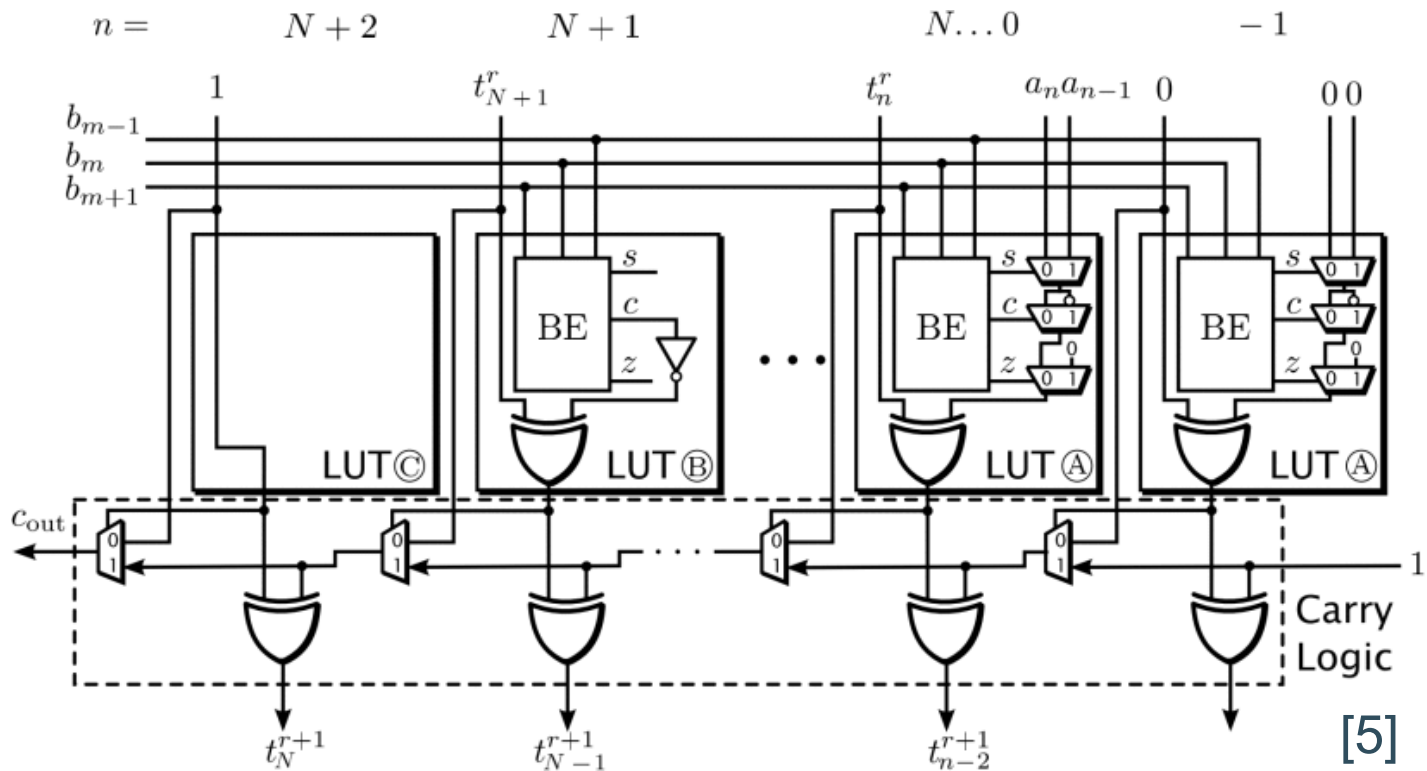 n = N + 2 N + 1 N ... 0 − 1
1 t^r_{N+1} t^r_n a_n a_{n−1} 0 0 0
b_{m−1}
b_m
b_{m+1}
s s 0 1 s 0 1
BE c BE c 0 1 BE c 0 1
0 0
z z 0 1 z 0 1
LUT Ⓒ LUT Ⓑ LUT Ⓐ LUT Ⓐ
c_{out}
0 0 0 0
1 1 1 1 1
Carry
Logic
t^{r+1}_N t^{r+1}_{N−1} t^{r+1}_{n−2}
[5]